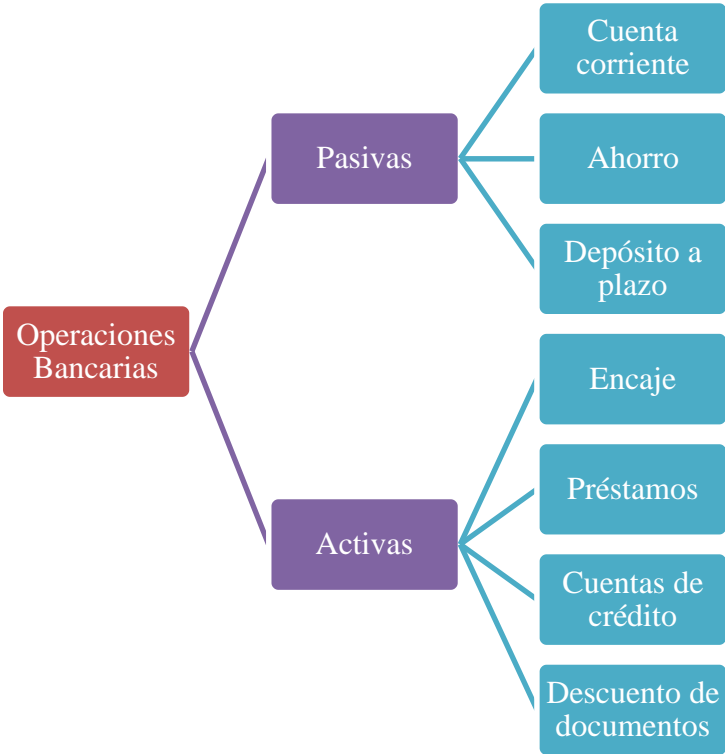 Operaciones
Bancarias
Pasivas
Cuenta
corriente
Ahorro
Depósito a
plazo
Activas
Encaje
Préstamos
Cuentas de
crédito
Descuento de
documentos